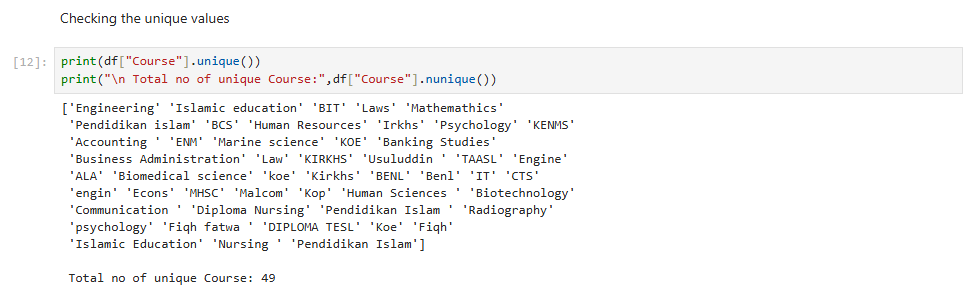 Checking the unique values
[12]: print(df["Course"].unique())
print("\n Total no of unique Course:",df["Course"].nunique())
['Engineering' 'Islamic education' 'BIT' 'Laws' 'Mathemathics'
'Pendidikan islam' 'BCS' 'Human Resources' 'Irkhs' 'Psychology' 'KENMS'
'Accounting ' 'ENM' 'Marine science' 'KOE' 'Banking Studies'
'Business Administration' 'Law' 'KIRKHS' 'Usuluddin ' 'TAASL' 'Engine'
'ALA' 'Biomedical science' 'koe' 'Kirkhs' 'BENL' 'Benl' 'IT' 'CTS'
'engin' 'Econs' 'MHSC' 'Malcom' 'Kop' 'Human Sciences ' 'Biotechnology'
'Communication ' 'Diploma Nursing' 'Pendidikan Islam ' 'Radiography'
'psychology' 'Fiqh fatwa ' 'DIPLOMA TESL' 'Koe' 'Fiqh'
'Islamic Education' 'Nursing ' 'Pendidikan Islam']
Total no of unique Course: 49